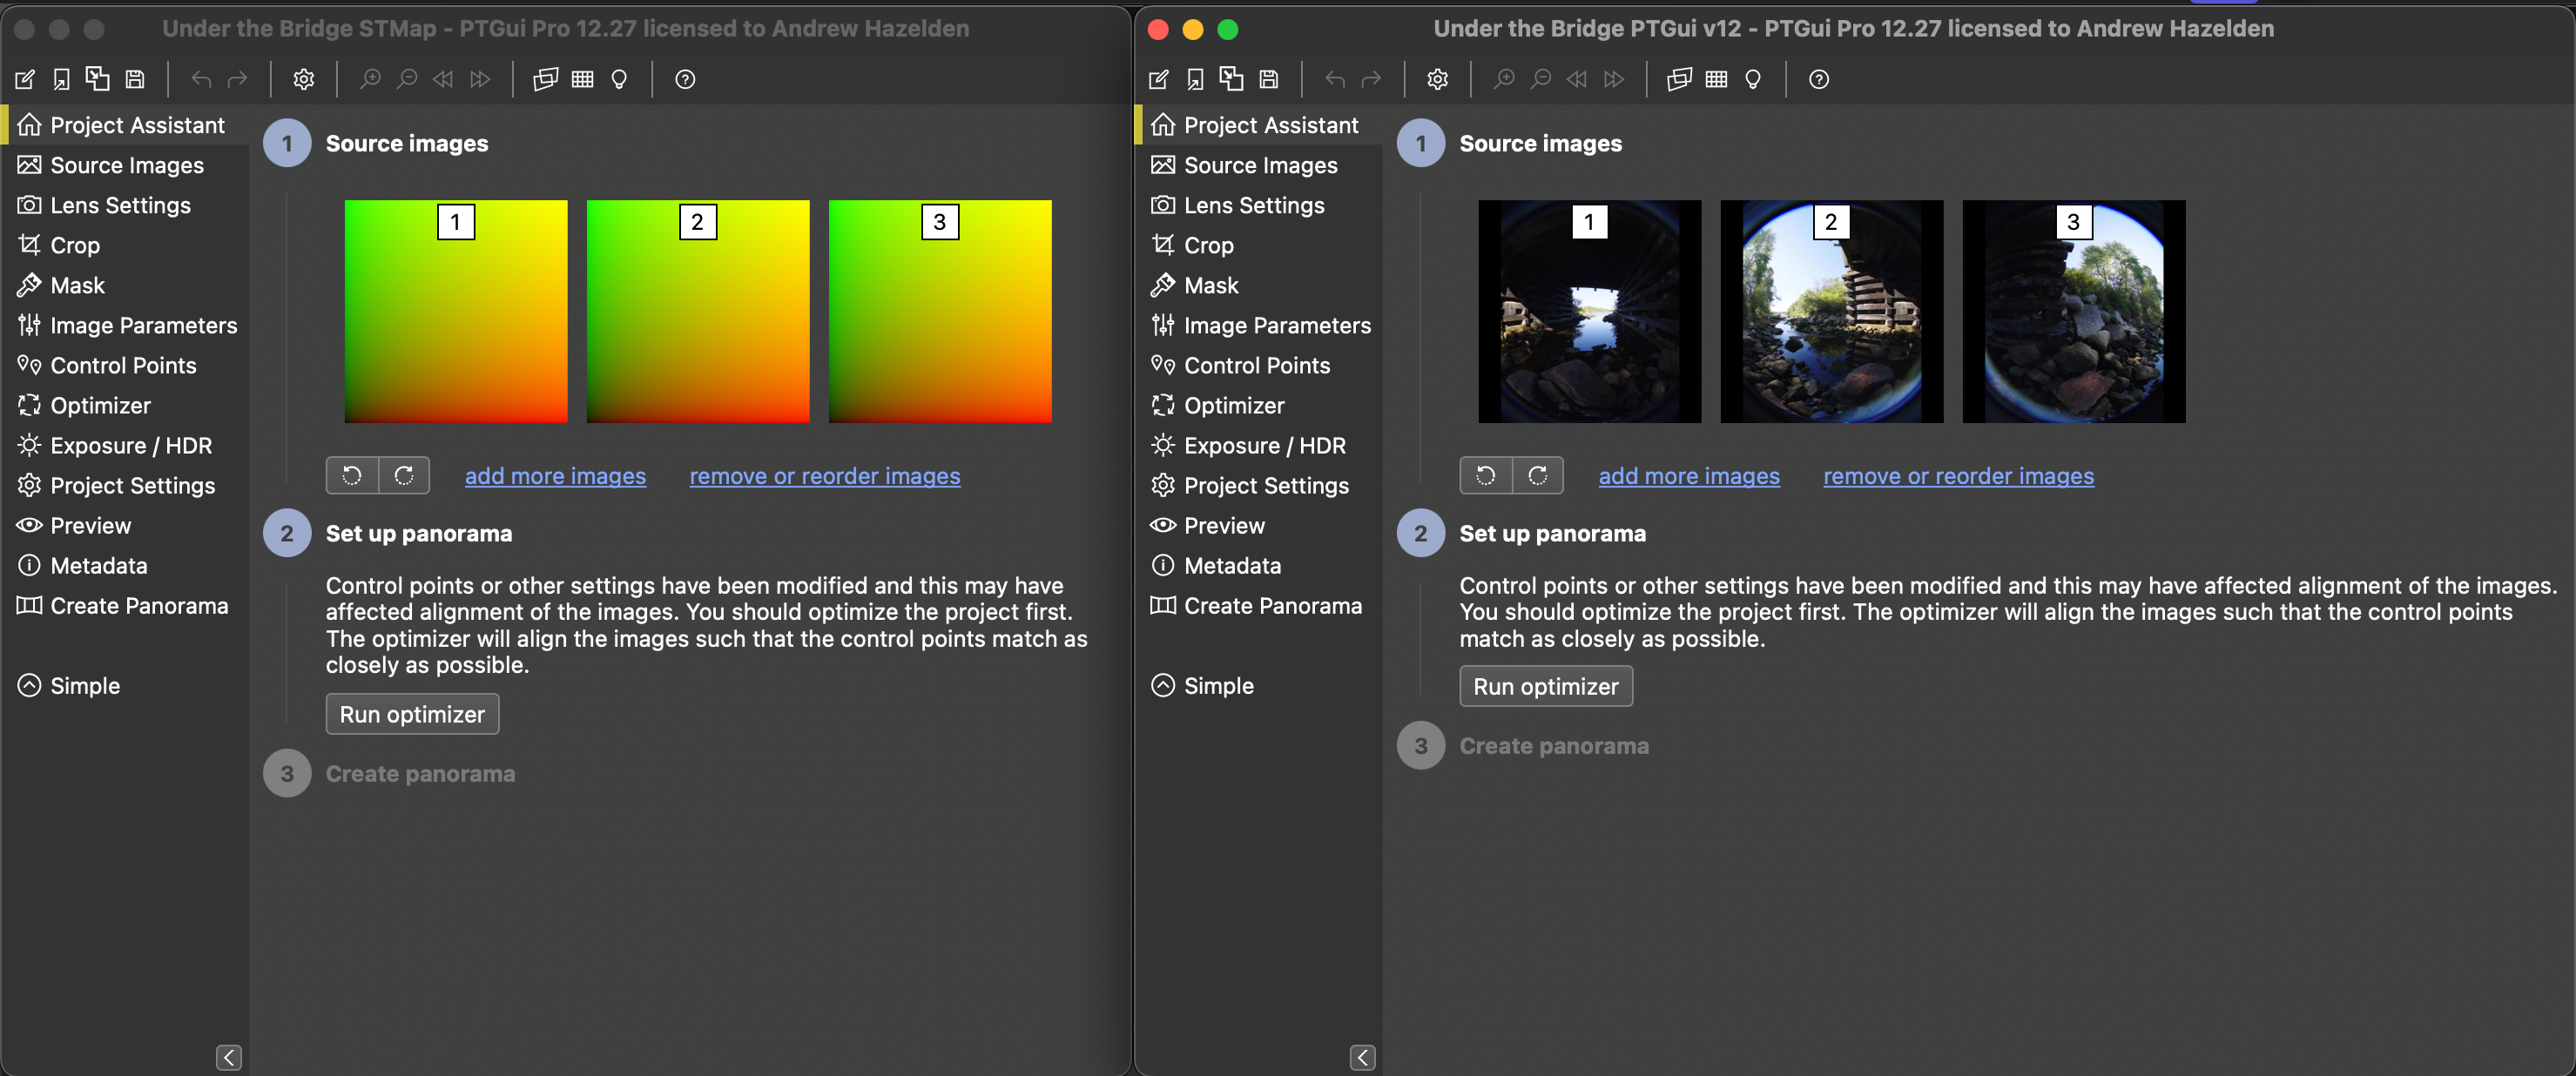 Under the Bridge STMap - PTGui Pro 12.27 licensed to Andrew Hazelden
Project Assistant
Source Images
Lens Settings
Crop
Mask
Image Parameters
Control Points
Optimizer
Exposure / HDR
Project Settings
Preview
Metadata
Create Panorama
Simple
1 Source images
1 2 3
add more images remove or reorder images
2 Set up panorama
Control points or other settings have been modified and this may have
affected alignment of the images. You should optimize the project first.
The optimizer will align the images such that the control points match as
closely as possible.
Run optimizer
3 Create panorama
Under the Bridge PTGui v12 - PTGui Pro 12.27 licensed to Andrew Hazelden
Project Assistant
Source Images
Lens Settings
Crop
Mask
Image Parameters
Control Points
Optimizer
Exposure / HDR
Project Settings
Preview
Metadata
Create Panorama
Simple
1 Source images
1 2 3
add more images remove or reorder images
2 Set up panorama
Control points or other settings have been modified and this may have affected alignment of the images.
You should optimize the project first. The optimizer will align the images such that the control points
match as closely as possible.
Run optimizer
3 Create panorama